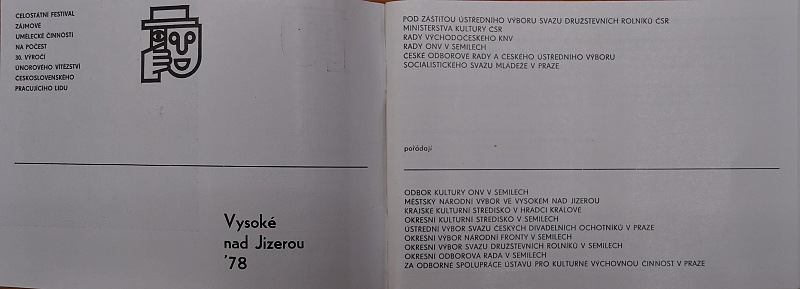 CELOSTÁTNÍ FESTIVAL
ZÁJMOVÉ
UMĚLECKÉ ČINNOSTI
NA POČEST
30. VÝROČÍ
ÚNOROVÉHO VÍTĚZSTVÍ
ČESKOSLOVENSKÉHO
PRACUJÍCÍHO LIDU
Vysoké
nad Jizerou
'78
POD ZÁŠTITOU ÚSTŘEDNÍHO VÝBORU SVAZU DRUŽSTEVNÍCH ROLNÍKŮ ČSR
MINISTERSTVA KULTURY ČSR
RADY VÝCHODOČESKÉHO KNV
RADY ONV V SEMILECH
ČESKÉ ODBOROVÉ RADY A ČESKÉHO ÚSTŘEDNÍHO VÝBORU
SOCIALISTICKÉHO SVAZU MLÁDEŽE V PRAZE
pořádají
ODBOR KULTURY ONV V SEMILECH
MĚSTSKÝ NÁRODNÍ VÝBOR VE VYSOKÉM NAD JIZEROU
KRAJSKÉ KULTURNÍ STŘEDISKO V HRADCI KRÁLOVÉ
OKRESNÍ KULTURNÍ STŘEDISKO V SEMILECH
ÚSTŘEDNÍ VÝBOR SVAZU ČESKÝCH DIVADELNÍCH OCHOTNÍKŮ V PRAZE
OKRESNÍ VÝBOR NÁRODNÍ FRONTY V SEMILECH
OKRESNÍ VÝBOR SVAZU DRUŽSTEVNÍCH ROLNÍKŮ V SEMILECH
OKRESNÍ ODBOROVÁ RADA V SEMILECH
ZA ODBORNÉ SPOLUPRÁCE ÚSTAVU PRO KULTURNĚ VÝCHOVNOU ČINNOST V PRAZE